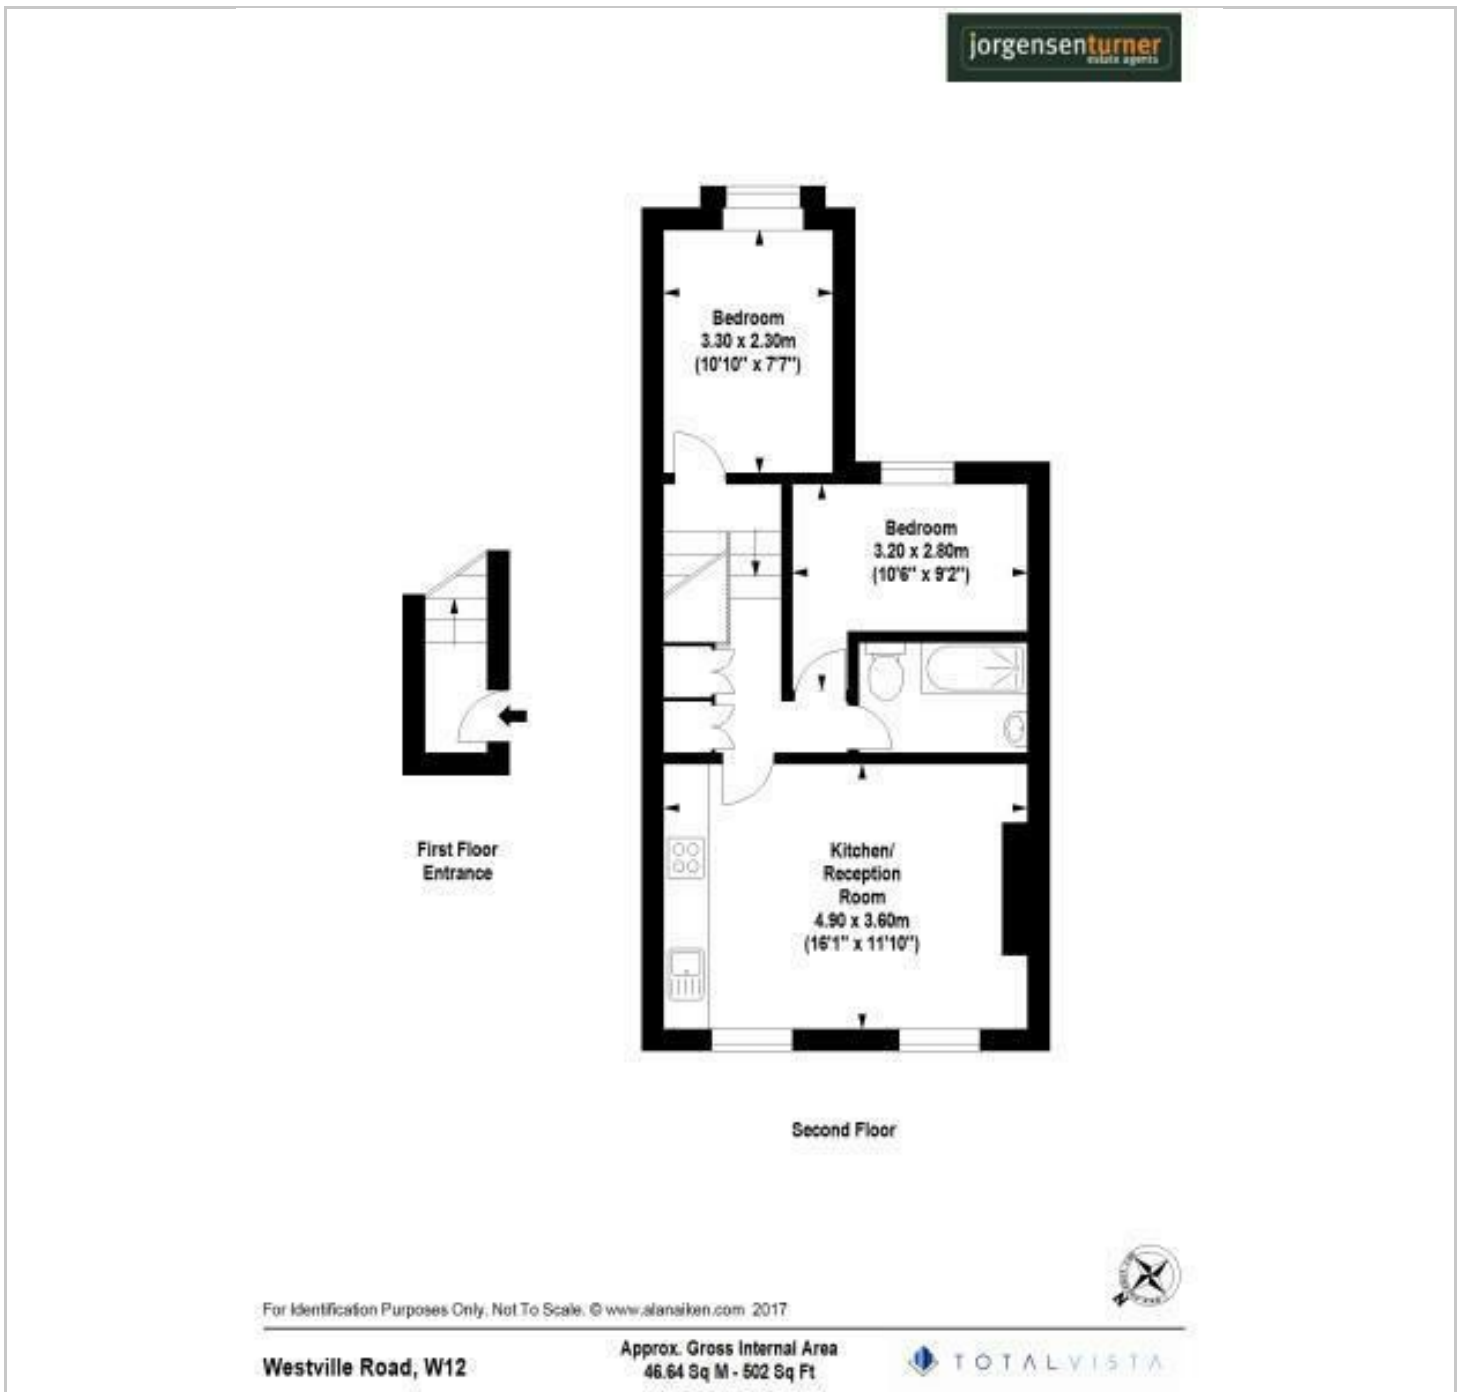 jorgensenturner
estate agents
Bedroom
3.30 x 2.30m
(10'10" x 7'7")
Bedroom
3.20 x 2.80m
(10'6" x 9'2")
First Floor
Entrance
Kitchen/
Reception
Room
4.90 x 3.60m
(16'1" x 11'10")
Second Floor
N
For Identification Purposes Only. Not To Scale. © www.alanaiken.com 2017
Westville Road, W12
Approx. Gross Internal Area
46.64 Sq M - 502 Sq Ft
TOTALVISTA